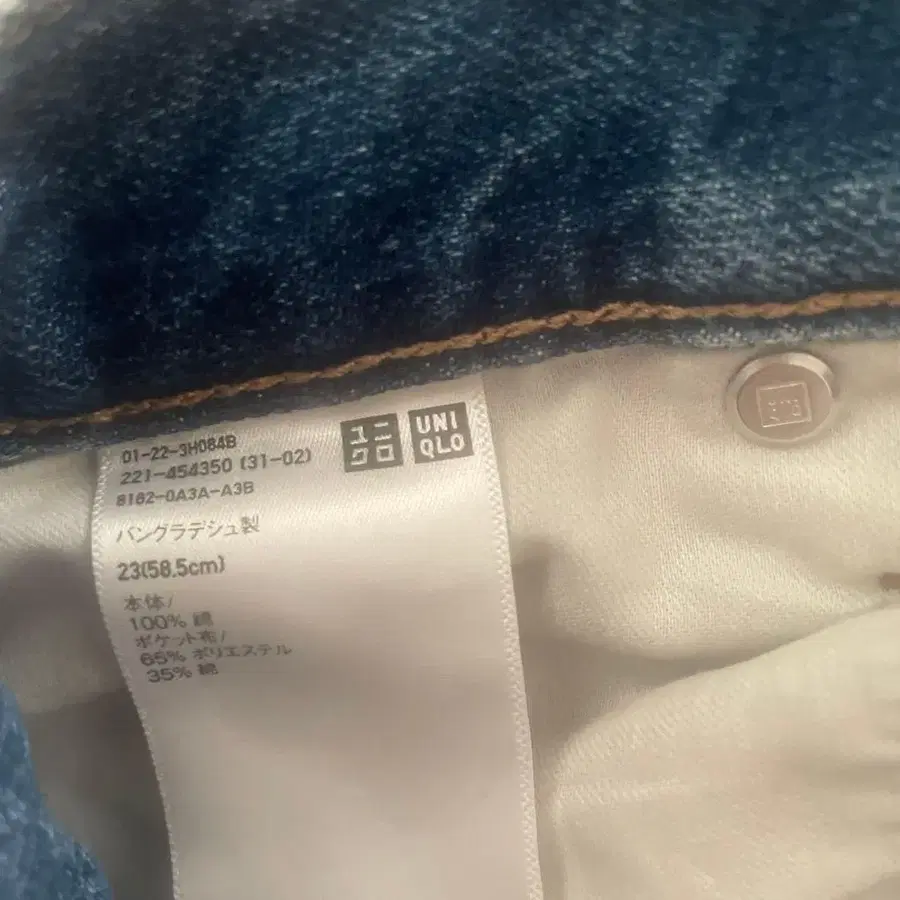 ユニ
クロ
UNI
QLO
01-22-3H084B
221-454350 (31-02)
8182-0A3A-A3B
バングラデシュ製
23(58.5cm)
本体/
100% 綿
ポケット布/
65% ポリエステル
35% 綿